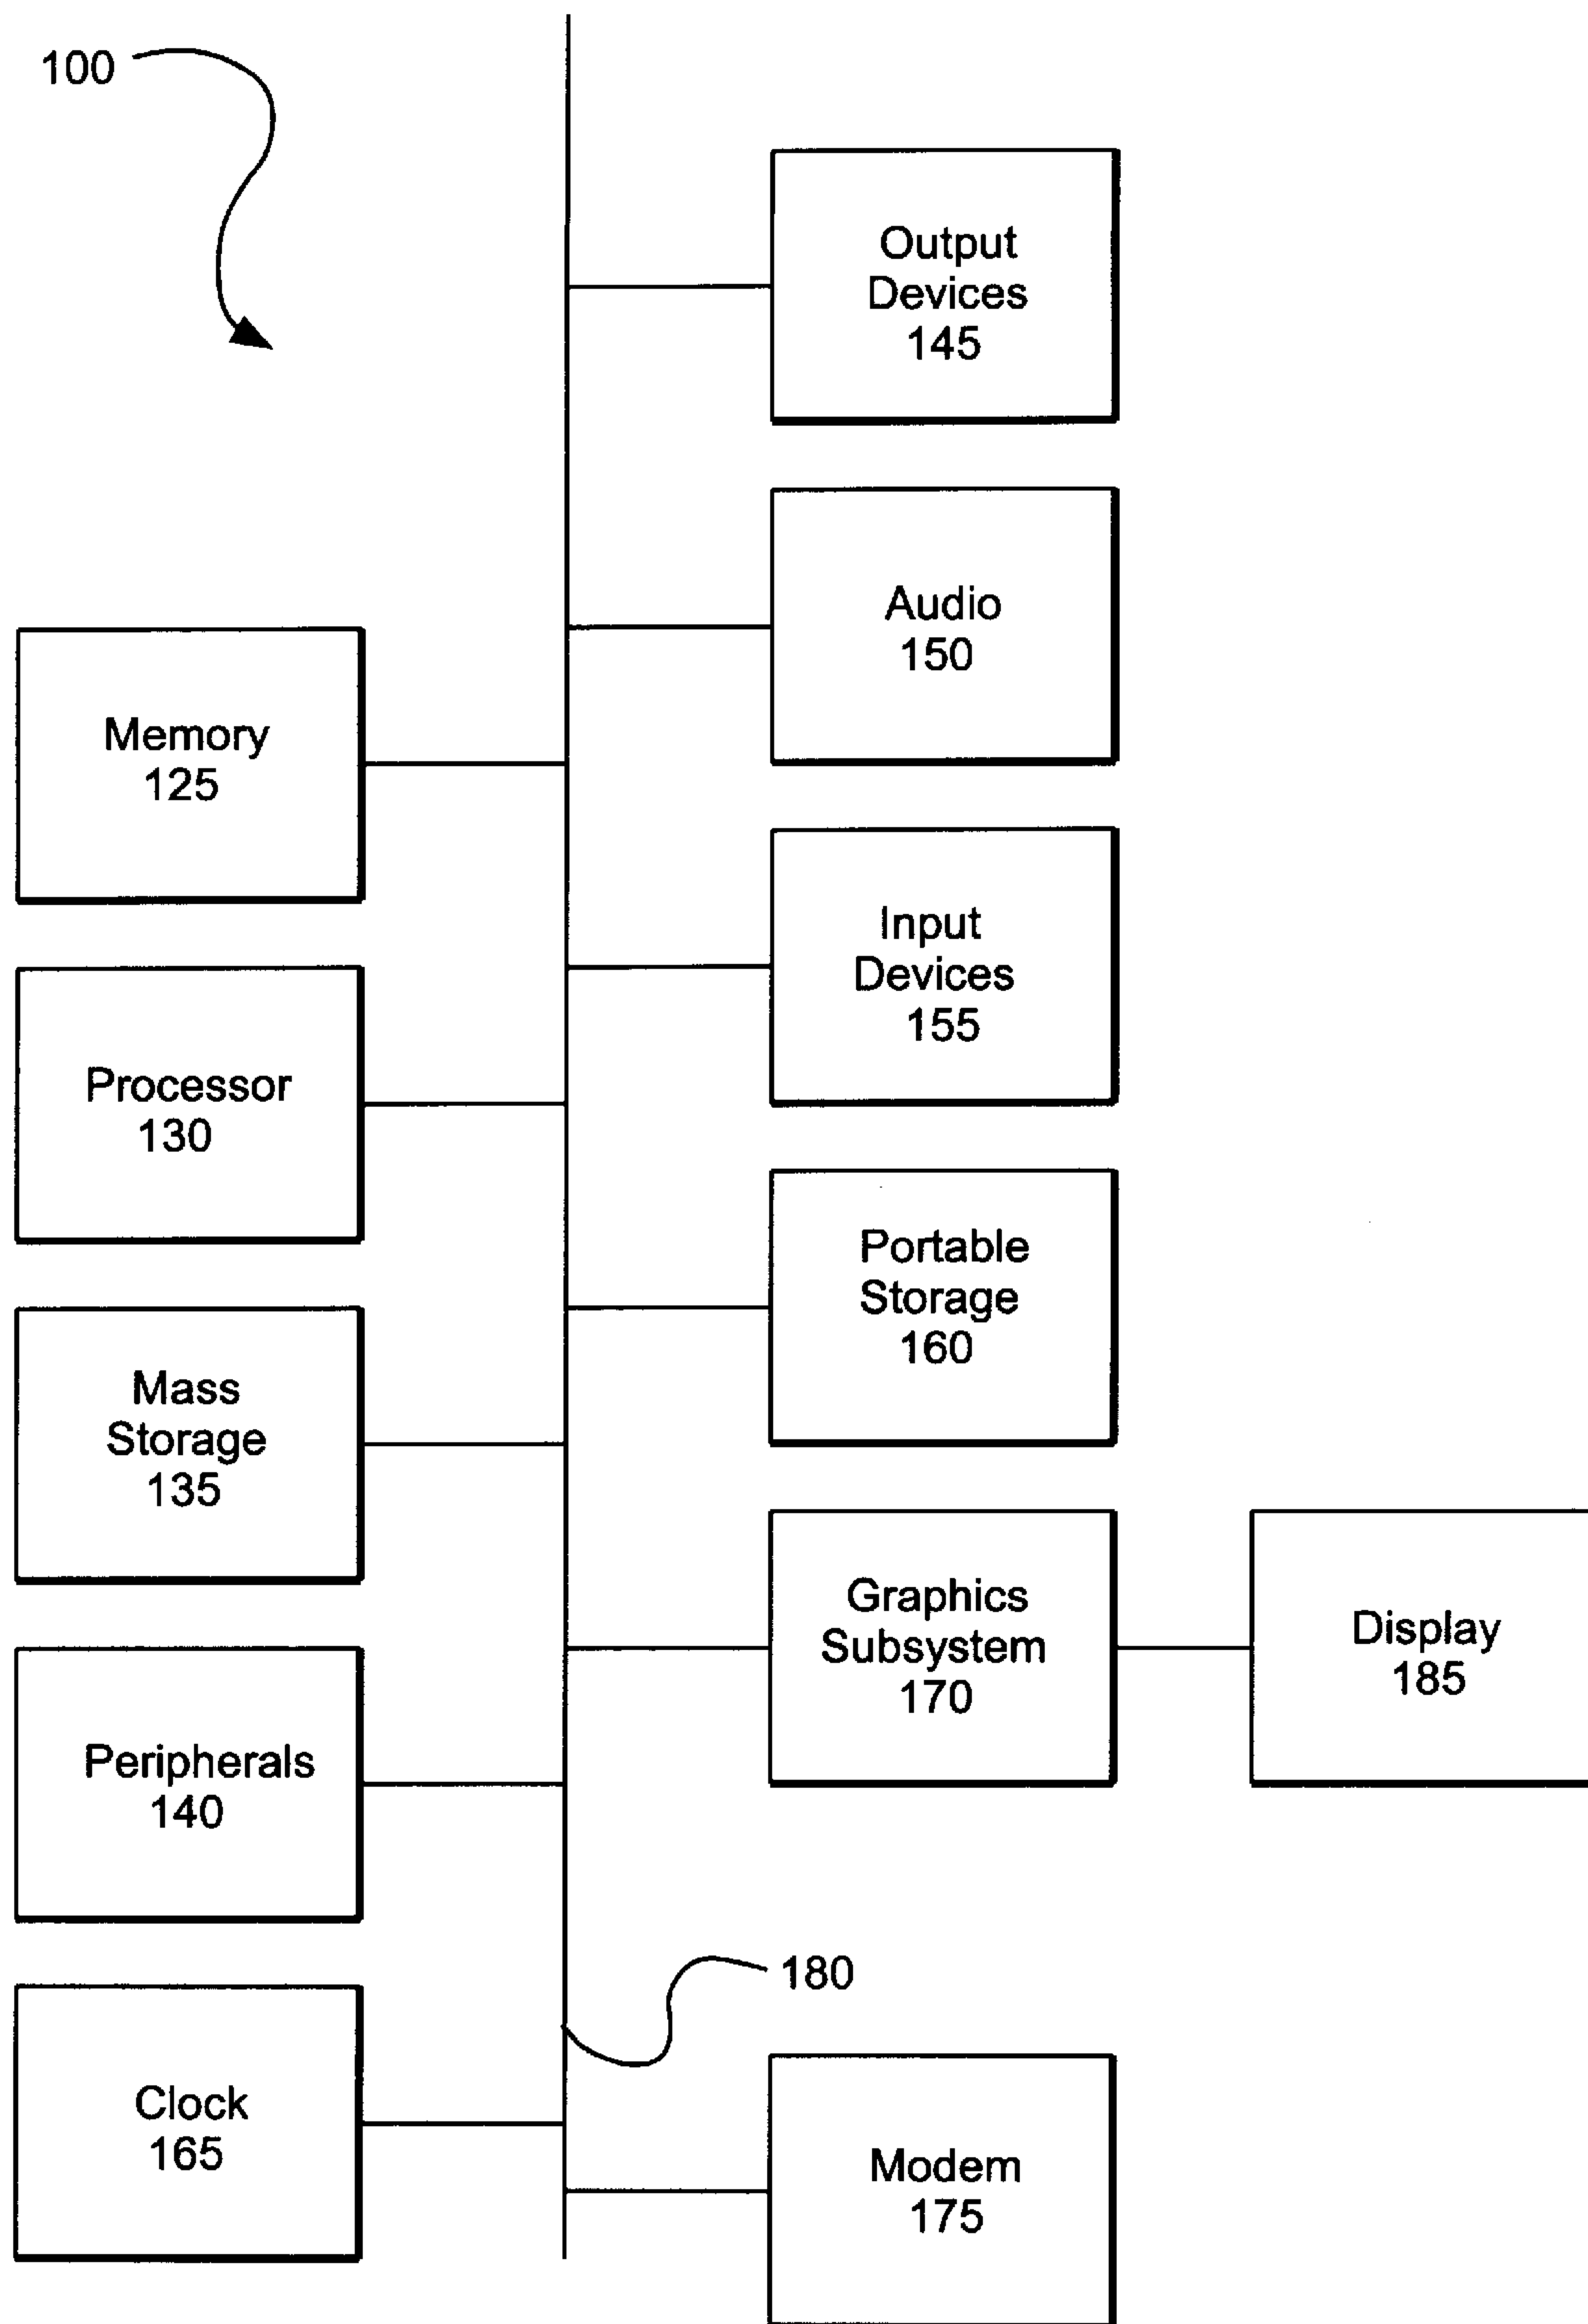 100
Output
Devices
145
Audio
150
Memory
125
Input
Devices
155
Processor
130
Portable
Storage
160
Mass
Storage
135
Graphics
Subsystem
170
Display
185
Peripherals
140
180
Clock
165
Modem
175